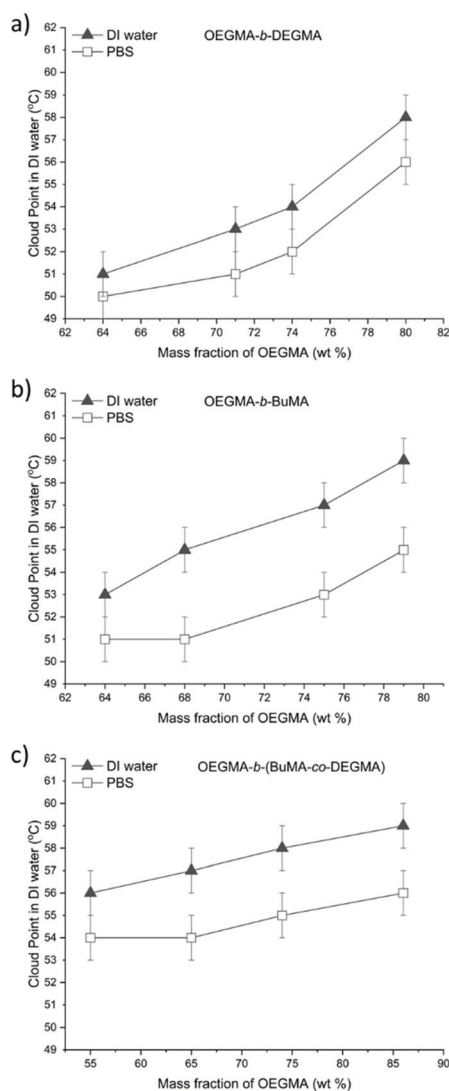 a)
DI water
PBS
OEGMA-b-DEGMA
Cloud Point in DI water (°C)
62
61
60
59
58
57
56
55
54
53
52
51
50
49
62 64 66 68 70 72 74 76 78 80 82
Mass fraction of OEGMA (wt %)
b)
DI water
PBS
OEGMA-b-BuMA
Cloud Point in DI water (°C)
62
61
60
59
58
57
56
55
54
53
52
51
50
49
62 64 66 68 70 72 74 76 78 80
Mass fraction of OEGMA (wt %)
c)
DI water
PBS
OEGMA-b-(BuMA-co-DEGMA)
Cloud Point in DI water (°C)
62
61
60
59
58
57
56
55
54
53
52
51
50
49
55 60 65 70 75 80 85 90
Mass fraction of OEGMA (wt %)